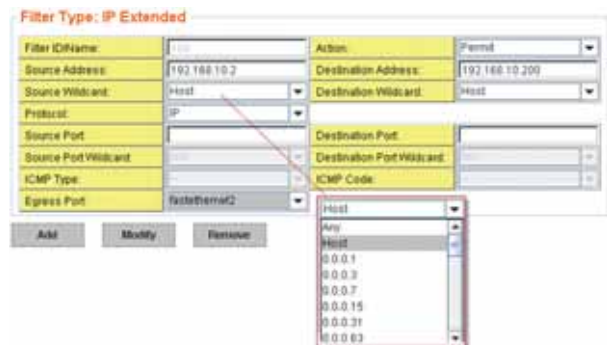 Filter Type: IP Extended
Filter ID/Name: Action: Permit
Source Address: 192.168.10.2 Destination Address: 192.168.10.200
Source Wildcard: Host Destination Wildcard: Host
Protocol: IP
Source Port: Destination Port:
Source Port Wildcard: Destination Port Wildcard:
ICMP Type: ICMP Code:
Egress Port: fastethernet2
Add Modify Remove
Host
Any
Host
0.0.0.1
0.0.0.3
0.0.0.7
0.0.0.15
0.0.0.31
0.0.0.63